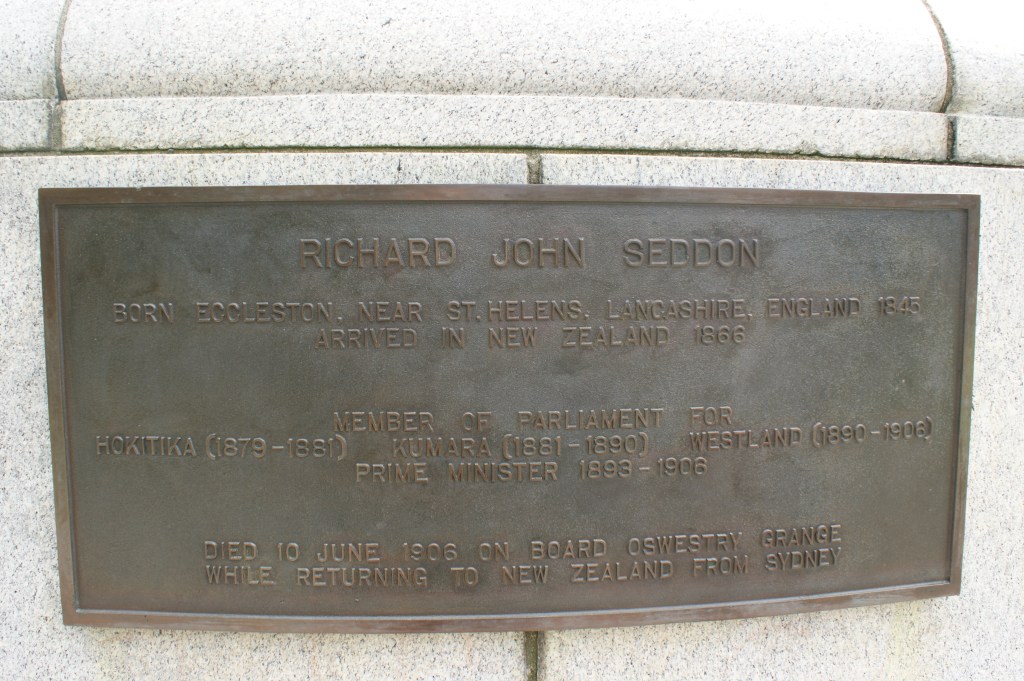 RICHARD JOHN SEDDON
BORN ECCLESTON, NEAR ST. HELENS, LANCASHIRE, ENGLAND 1845
ARRIVED IN NEW ZEALAND 1866
MEMBER OF PARLIAMENT FOR
HOKITIKA (1879-1881) KUMARA (1881-1890) WESTLAND (1890-1906)
PRIME MINISTER 1893-1906
DIED 10 JUNE 1906 ON BOARD OSWESTRY GRANGE
WHILE RETURNING TO NEW ZEALAND FROM SYDNEY